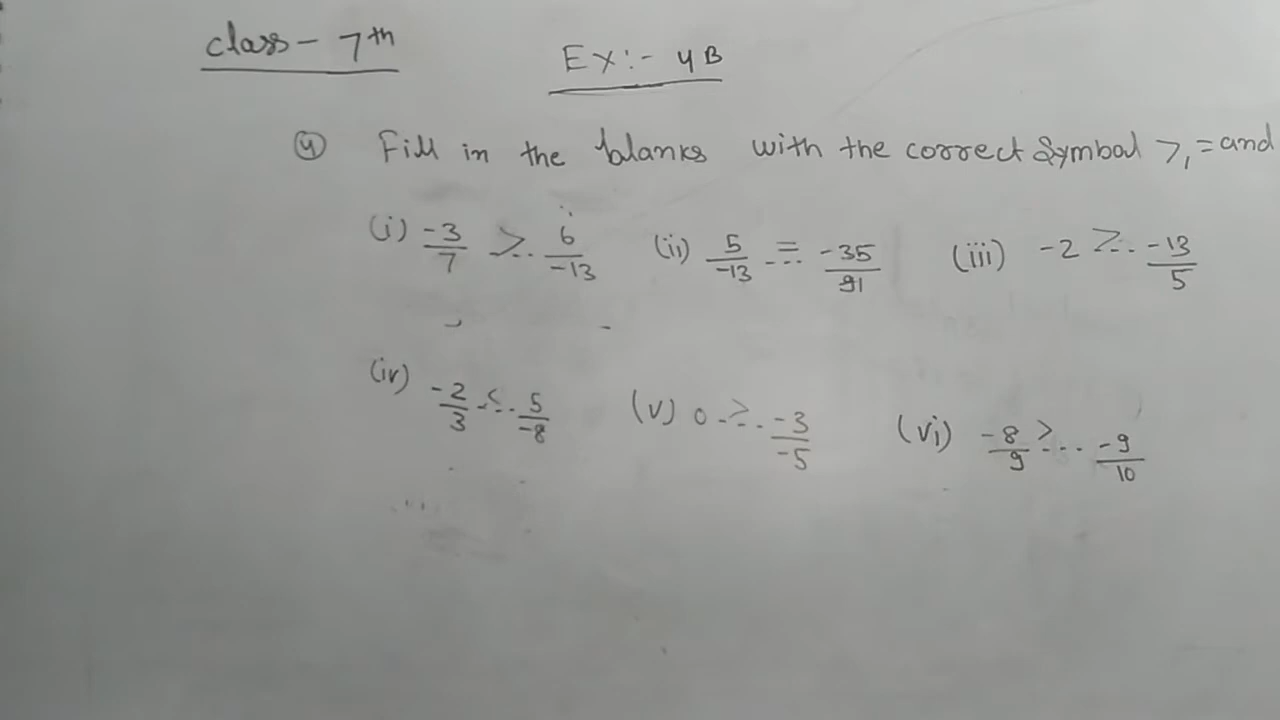 class - 7th
Ex:- 4B
(4) Fill in the blanks with the correct Symbol >, = and
(i) -3/7 >.. 6/-13 (ii) 5/-13 ..=.. -35/91 (iii) -2 >.. -13/5
(iv) -2/3 .<.. 5/-8 (v) 0 .>.. -3/-5 (vi) -8/9 >... -9/10